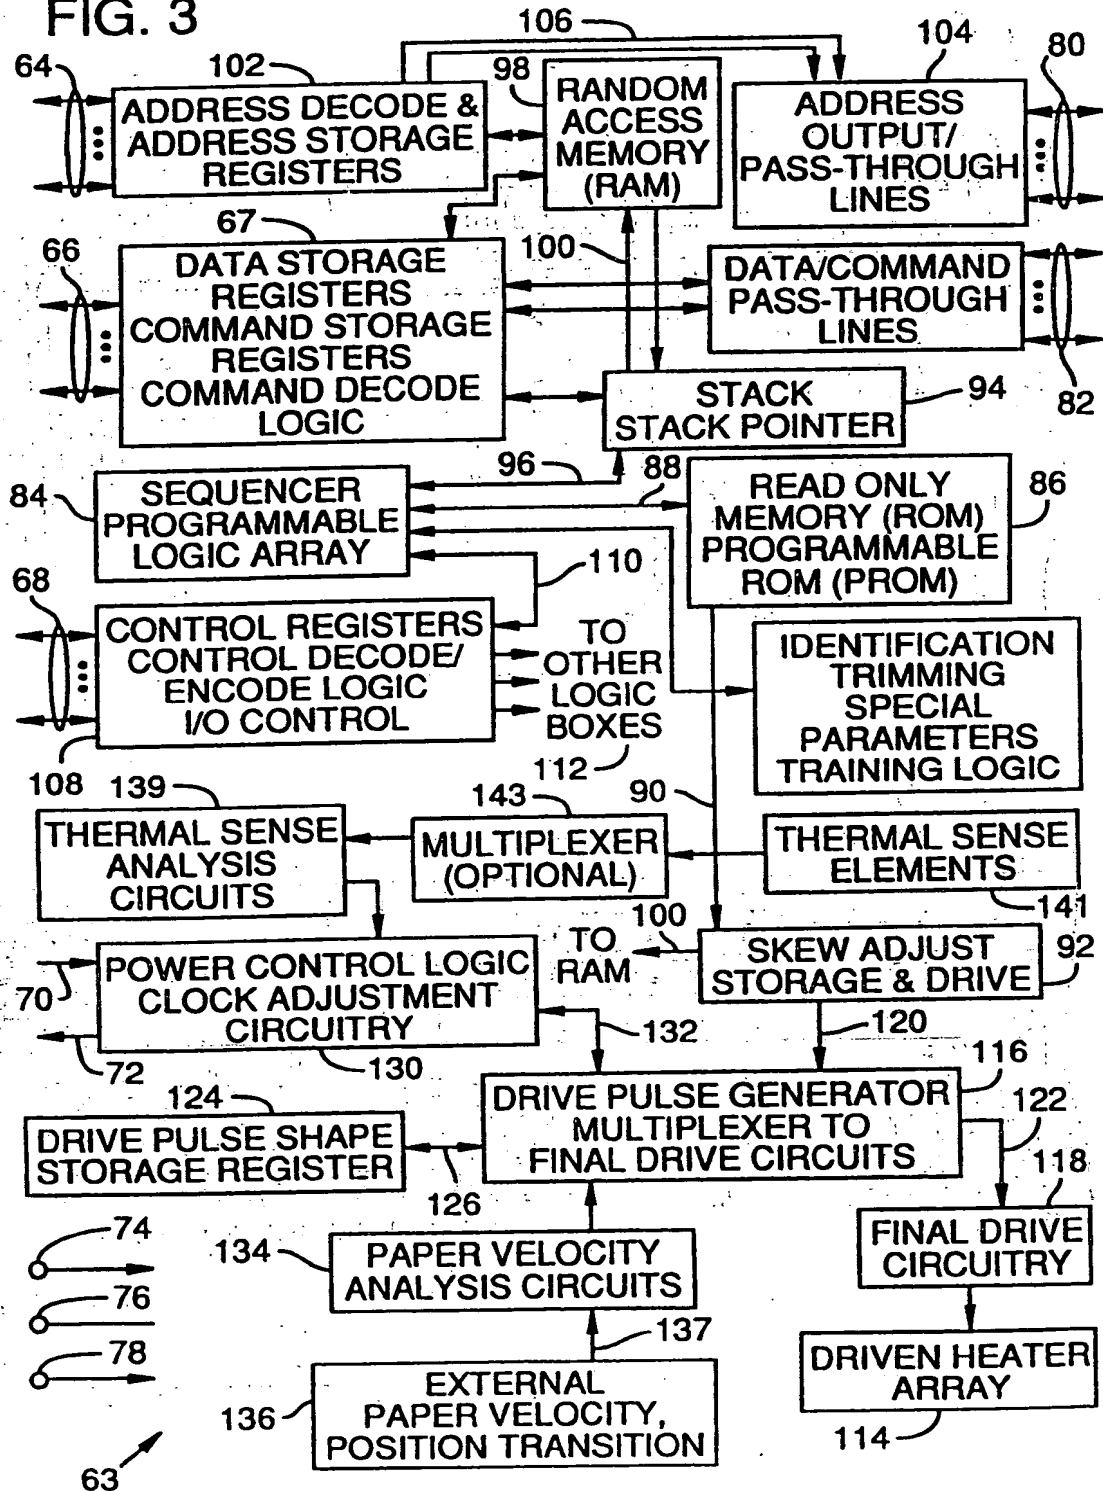 FIG. 3
106
104
80
64
102
98
ADDRESS DECODE &
ADDRESS STORAGE
REGISTERS
RANDOM
ACCESS
MEMORY
(RAM)
ADDRESS
OUTPUT/
PASS-THROUGH
LINES
67
66
100
DATA STORAGE
REGISTERS
COMMAND STORAGE
REGISTERS
COMMAND DECODE
LOGIC
DATA/COMMAND
PASS-THROUGH
LINES
82
STACK
STACK POINTER
94
96
88
84
SEQUENCER
PROGRAMMABLE
LOGIC ARRAY
READ ONLY
MEMORY (ROM)
PROGRAMMABLE
ROM (PROM)
86
110
68
CONTROL REGISTERS
CONTROL DECODE/
ENCODE LOGIC
I/O CONTROL
TO
OTHER
LOGIC
BOXES
112
IDENTIFICATION
TRIMMING
SPECIAL
PARAMETERS
TRAINING LOGIC
108
139
143
90
THERMAL SENSE
ANALYSIS
CIRCUITS
MULTIPLEXER
(OPTIONAL)
THERMAL SENSE
ELEMENTS
141
100
TO
RAM
SKEW ADJUST
STORAGE & DRIVE
92
70
POWER CONTROL LOGIC
CLOCK ADJUSTMENT
CIRCUITRY
72
130
132
120
116
124
DRIVE PULSE SHAPE
STORAGE REGISTER
126
DRIVE PULSE GENERATOR
MULTIPLEXER TO
FINAL DRIVE CIRCUITS
122
118
74
134
PAPER VELOCITY
ANALYSIS CIRCUITS
FINAL DRIVE
CIRCUITRY
76
137
78
136
EXTERNAL
PAPER VELOCITY,
POSITION TRANSITION
DRIVEN HEATER
ARRAY
114
63